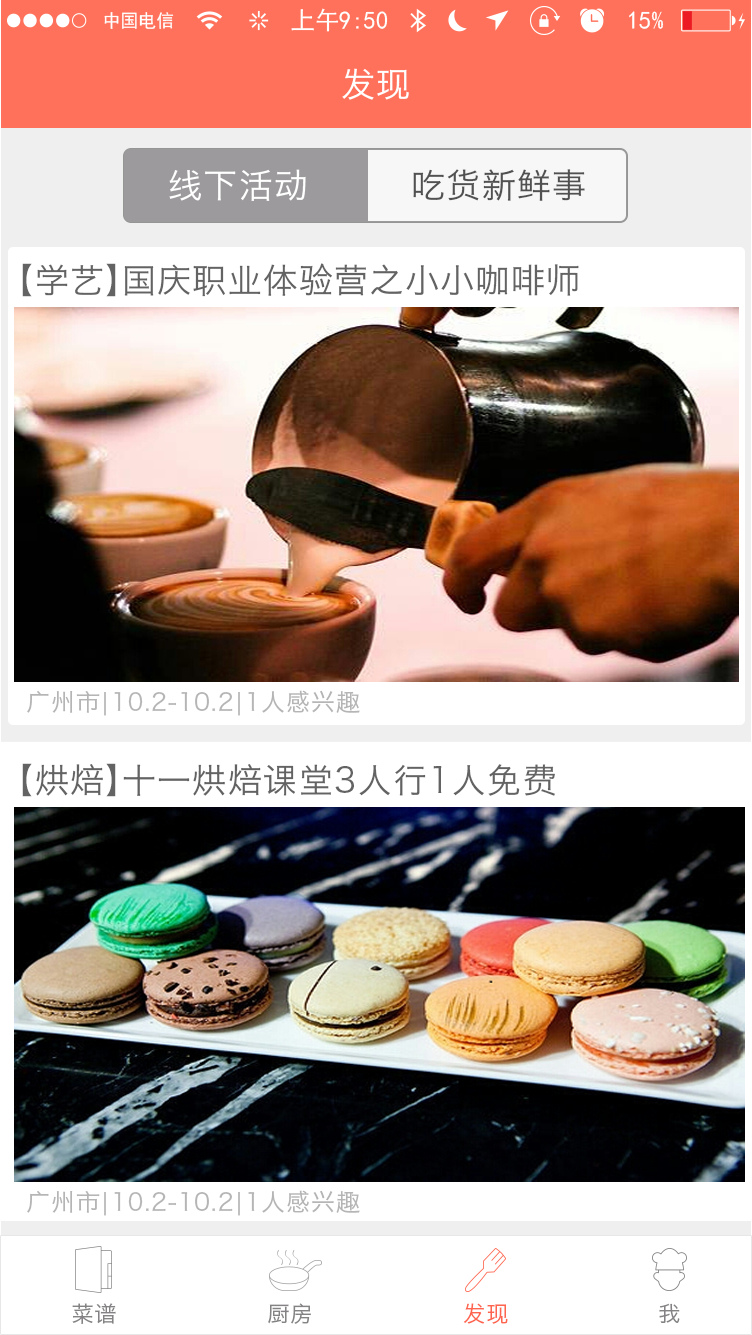 中国电信 上午9:50 15%
发现
线下活动 吃货新鲜事
【学艺】国庆职业体验营之小小咖啡师
广州市|10.2-10.2|1人感兴趣
【烘焙】十一烘焙课堂3人行1人免费
广州市|10.2-10.2|1人感兴趣
菜谱 厨房 发现 我